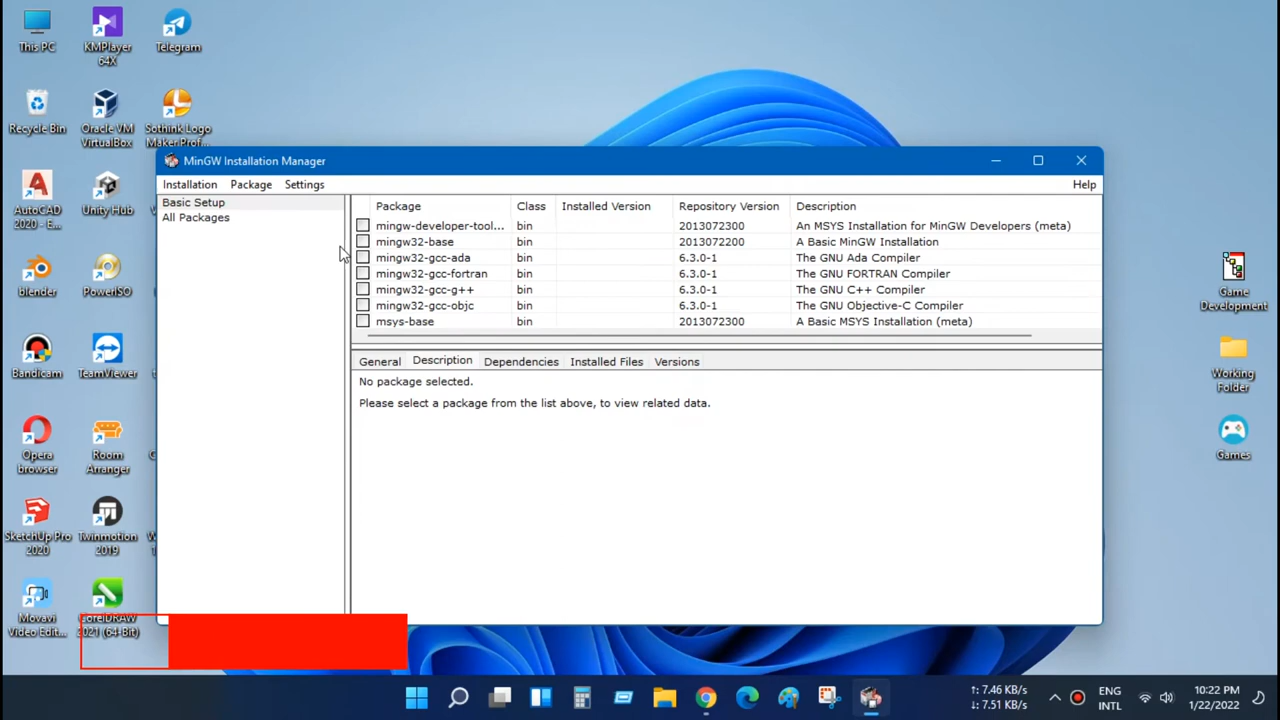 This PC
KMPlayer
64X
Telegram
Recycle Bin
Oracle VM
VirtualBox
Sothink Logo
Maker Prof...
AutoCAD
2020 - E...
Unity Hub
blender
PowerISO
Bandicam
TeamViewer
Opera
browser
Room
Arranger
SketchUp Pro
2020
Twinmotion
2019
Movavi
Video Edit...
CorelDRAW
2021 (64-Bit)
MinGW Installation Manager
Installation Package Settings Help
Basic Setup
All Packages
Package Class Installed Version Repository Version Description
mingw-developer-tool... bin 2013072300 An MSYS Installation for MinGW Developers (meta)
mingw32-base bin 2013072200 A Basic MinGW Installation
mingw32-gcc-ada bin 6.3.0-1 The GNU Ada Compiler
mingw32-gcc-fortran bin 6.3.0-1 The GNU FORTRAN Compiler
mingw32-gcc-g++ bin 6.3.0-1 The GNU C++ Compiler
mingw32-gcc-objc bin 6.3.0-1 The GNU Objective-C Compiler
msys-base bin 2013072300 A Basic MSYS Installation (meta)
General Description Dependencies Installed Files Versions
No package selected.
Please select a package from the list above, to view related data.
Game
Development
Working
Folder
Games
↑: 7.46 KB/s
↓: 7.51 KB/s
ENG
INTL
10:22 PM
1/22/2022